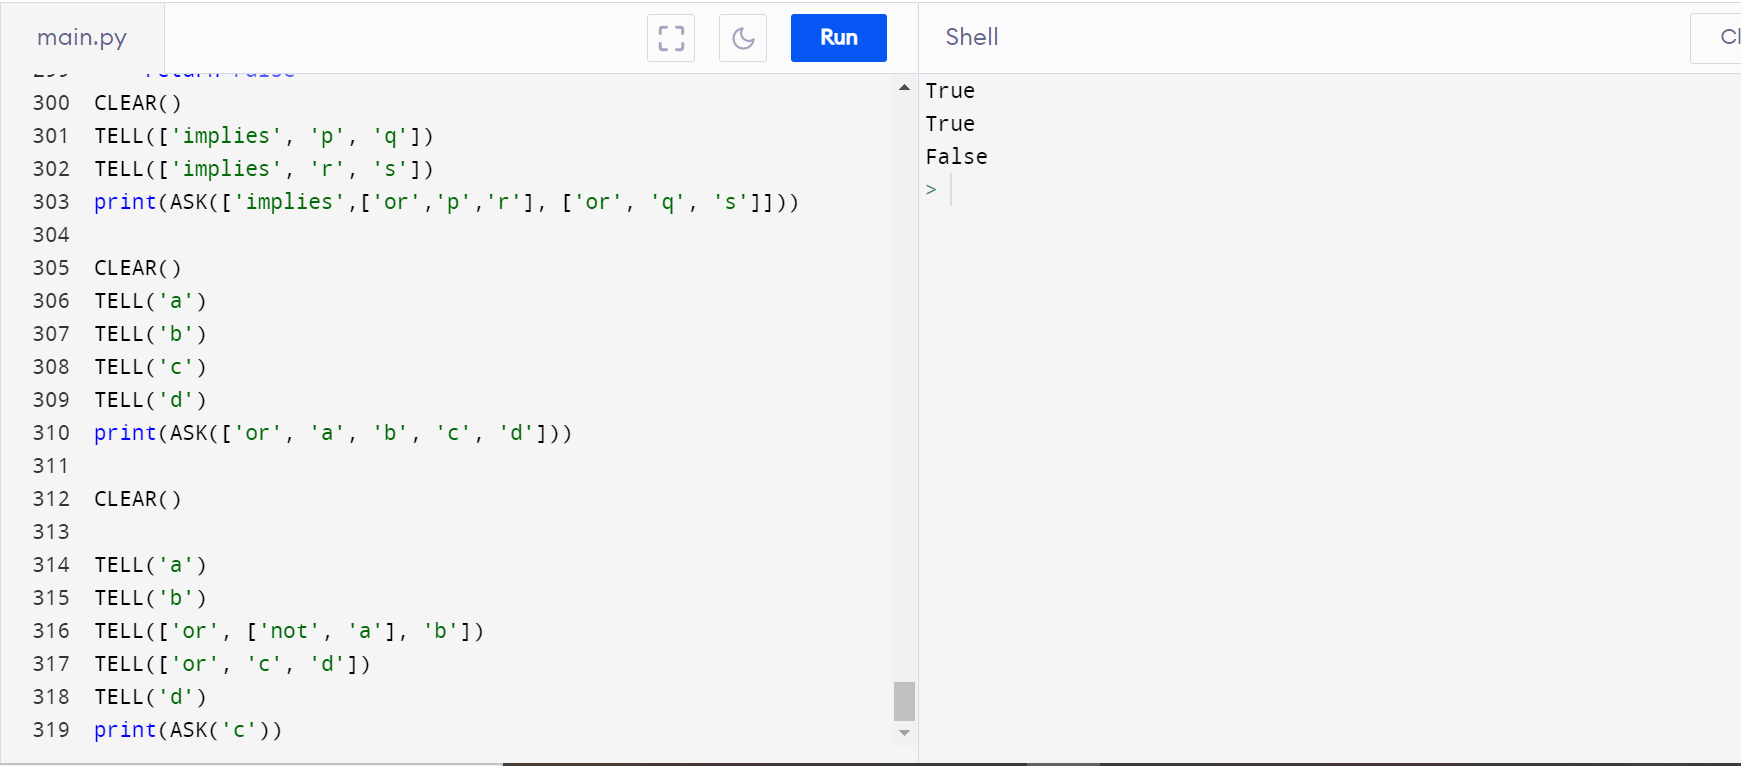 main.py
Run
Shell
300 CLEAR()
301 TELL(['implies', 'p', 'q'])
302 TELL(['implies', 'r', 's'])
303 print(ASK(['implies',['or','p','r'], ['or', 'q', 's']]))
304
305 CLEAR()
306 TELL('a')
307 TELL('b')
308 TELL('c')
309 TELL('d')
310 print(ASK(['or', 'a', 'b', 'c', 'd']))
311
312 CLEAR()
313
314 TELL('a')
315 TELL('b')
316 TELL(['or', ['not', 'a'], 'b'])
317 TELL(['or', 'c', 'd'])
318 TELL('d')
319 print(ASK('c'))
True
True
False
>